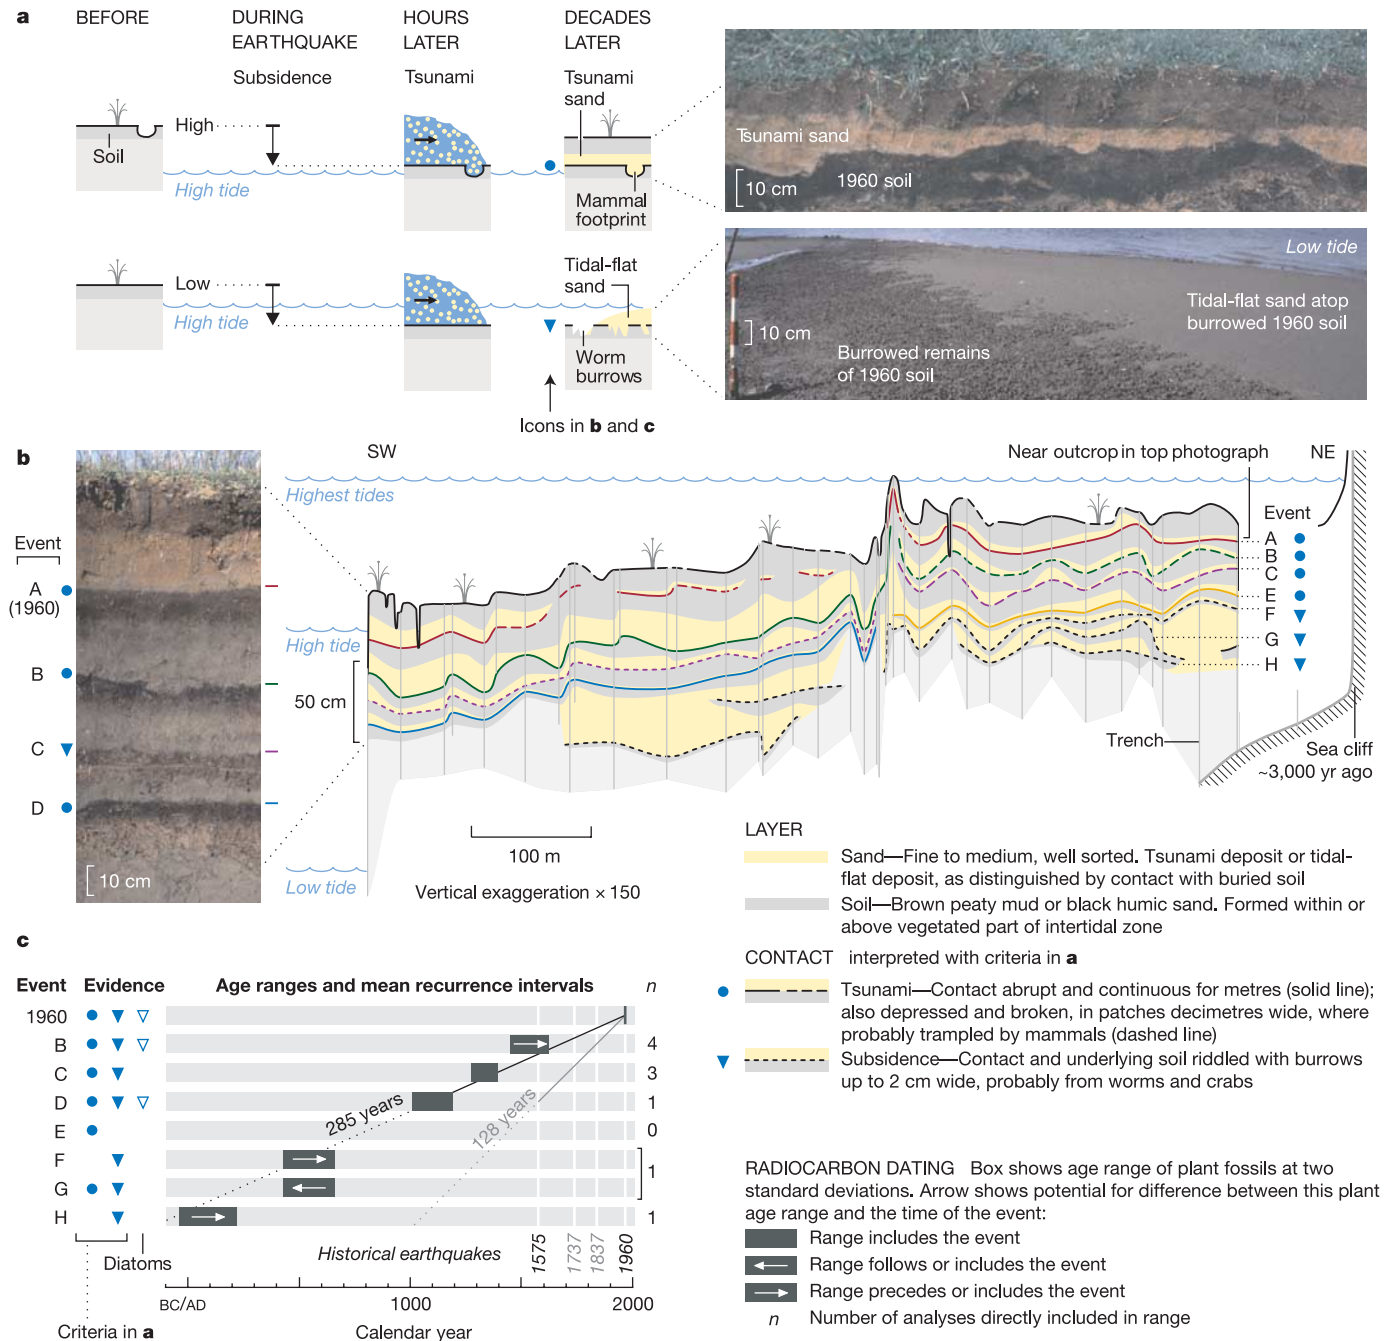 a
BEFORE
DURING
EARTHQUAKE
HOURS
LATER
DECADES
LATER
Subsidence
Tsunami
Tsunami
sand
High
Soil
High tide
Mammal
footprint
Tsunami sand
10 cm
1960 soil
Low
High tide
Tidal-flat
sand
Worm
burrows
Icons in b and c
Low tide
Tidal-flat sand atop
burrowed 1960 soil
10 cm
Burrowed remains
of 1960 soil
b
SW
Near outcrop in top photograph
NE
Highest tides
Event
A
(1960)
B
C
D
10 cm
High tide
50 cm
Low tide
100 m
Vertical exaggeration × 150
Event
A
B
C
E
F
G
H
Trench
Sea cliff
~3,000 yr ago
LAYER
Sand—Fine to medium, well sorted. Tsunami deposit or tidal-
flat deposit, as distinguished by contact with buried soil
Soil—Brown peaty mud or black humic sand. Formed within or
above vegetated part of intertidal zone
CONTACT interpreted with criteria in a
Tsunami—Contact abrupt and continuous for metres (solid line);
also depressed and broken, in patches decimetres wide, where
probably trampled by mammals (dashed line)
Subsidence—Contact and underlying soil riddled with burrows
up to 2 cm wide, probably from worms and crabs
c
Event Evidence Age ranges and mean recurrence intervals n
1960
B 4
C 3
D 1
E 0
F
G
1
H 1
285 years
128 years
Historical earthquakes
1575
1737
1837
1960
Diatoms
Criteria in a
BC/AD
1000
2000
Calendar year
RADIOCARBON DATING Box shows age range of plant fossils at two
standard deviations. Arrow shows potential for difference between this plant
age range and the time of the event:
Range includes the event
Range follows or includes the event
Range precedes or includes the event
n Number of analyses directly included in range